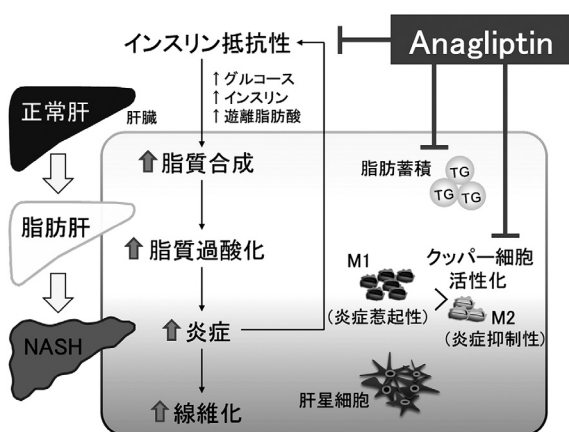 インスリン抵抗性
Anagliptin
↑グルコース
↑インスリン
↑遊離脂肪酸
正常肝
肝臓
脂質合成
脂肪蓄積
TG
TG
TG
脂肪肝
脂質過酸化
クッパー細胞
活性化
M1
(炎症惹起性)
>
M2
(炎症抑制性)
NASH
炎症
肝星細胞
線維化